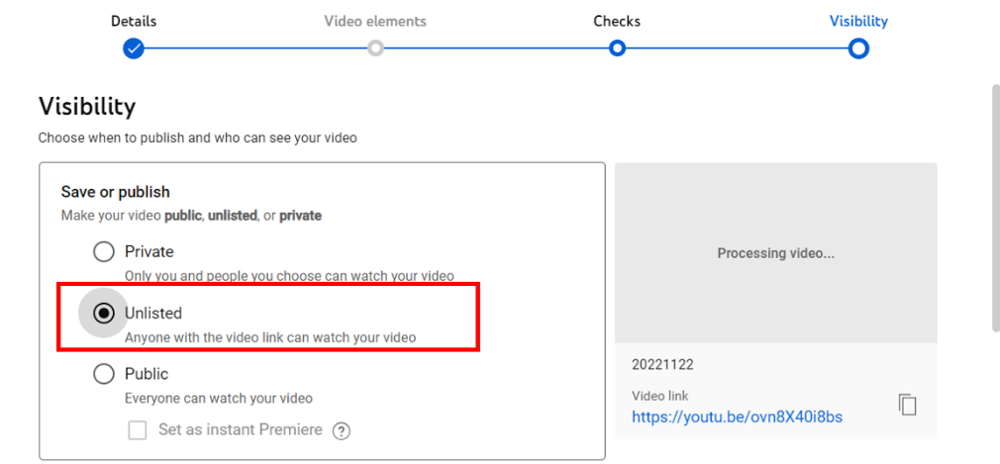 Details
Video elements
Checks
Visibility
Visibility
Choose when to publish and who can see your video
Save or publish
Make your video public, unlisted, or private
Private
Only you and people you choose can watch your video
Unlisted
Anyone with the video link can watch your video
Public
Everyone can watch your video
Set as instant Premiere ?
Processing video...
20221122
Video link
https://youtu.be/ovn8X40i8bs